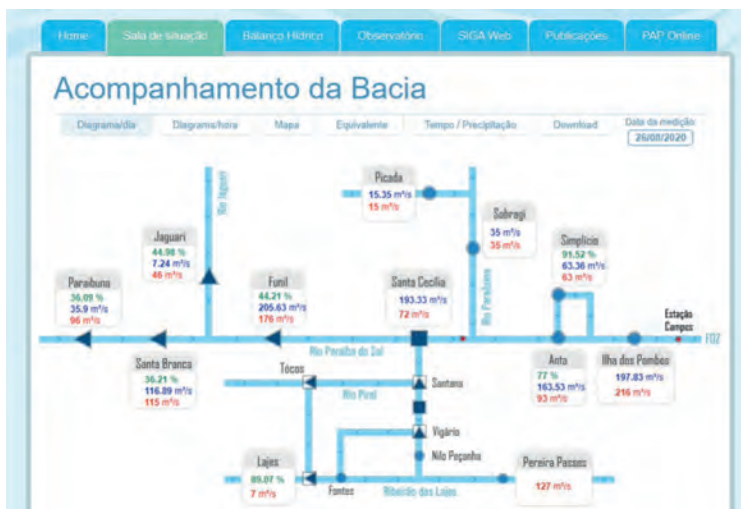 Home
Sala de situação
Balanço Hídrico
Observatório
SIGA Web
Publicações
PAP Online
Acompanhamento da Bacia
Diagrama/dia
Diagrama/hora
Mapa
Equivalente
Tempo / Precipitação
Download
Data da medição
26/08/2020
Picada
15.35 m³/s
15 m³/s
Rio Jaguari
Sobragi
35 m³/s
35 m³/s
Jaguari
44.98 %
7.24 m³/s
46 m³/s
Simplício
91.52 %
63.36 m³/s
63 m³/s
Paraibuna
36.09 %
35.9 m³/s
96 m³/s
Funil
44.21 %
205.63 m³/s
176 m³/s
Santa Cecília
193.33 m³/s
72 m³/s
Rio Paraibuna
Estação
Campos
FOZ
Rio Paraíba do Sul
Santa Branca
36.21 %
116.89 m³/s
115 m³/s
Tócos
Santana
Rio Piraí
Anta
77 %
163.53 m³/s
93 m³/s
Ilha dos Pombos
197.83 m³/s
216 m³/s
Vigário
Nilo Peçanha
Lajes
89.07 %
7 m³/s
Fontes
Ribeirão das Lajes
Pereira Passos
127 m³/s